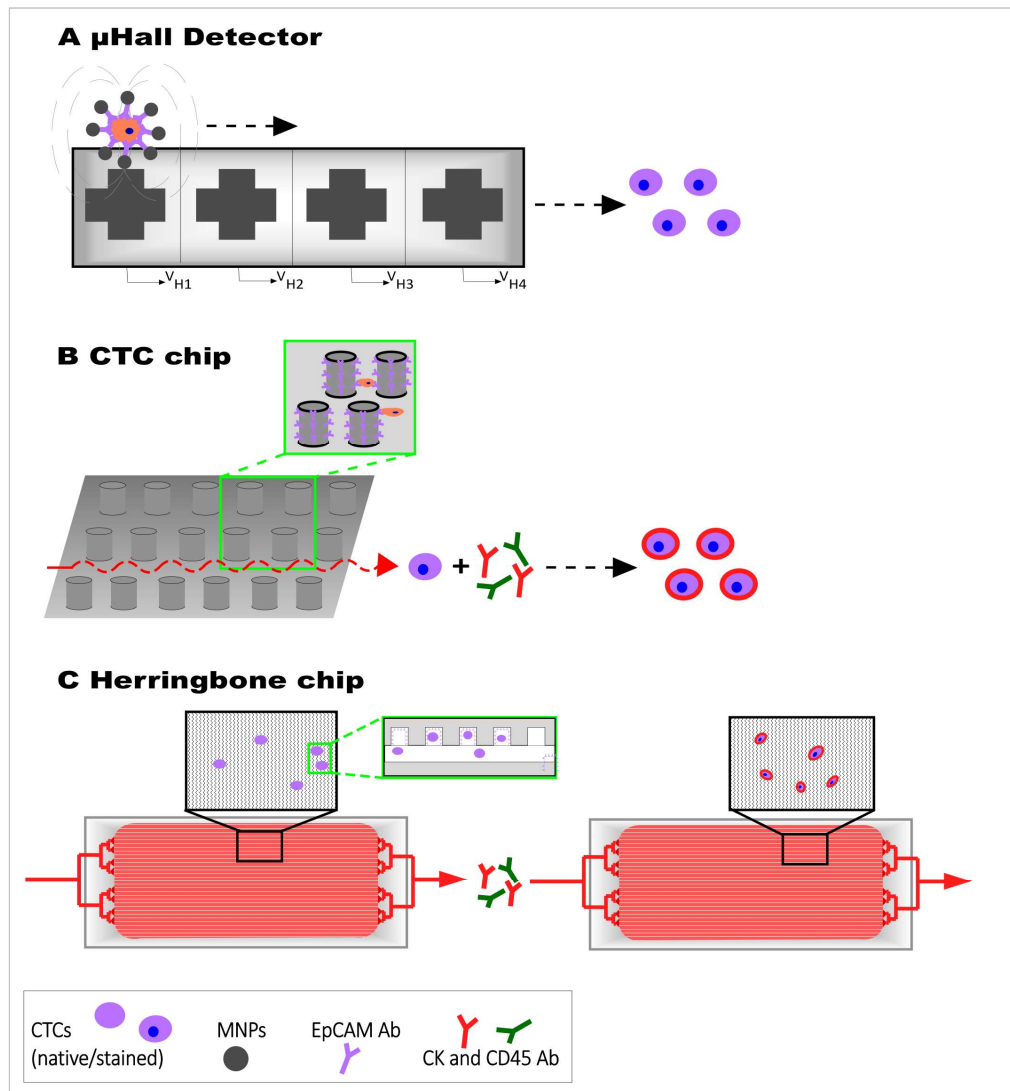 A µHall Detector
V H1 V H2 V H3 V H4
B CTC chip
+
C Herringbone chip
CTCs MNPs EpCAM Ab
(native/stained) CK and CD45 Ab